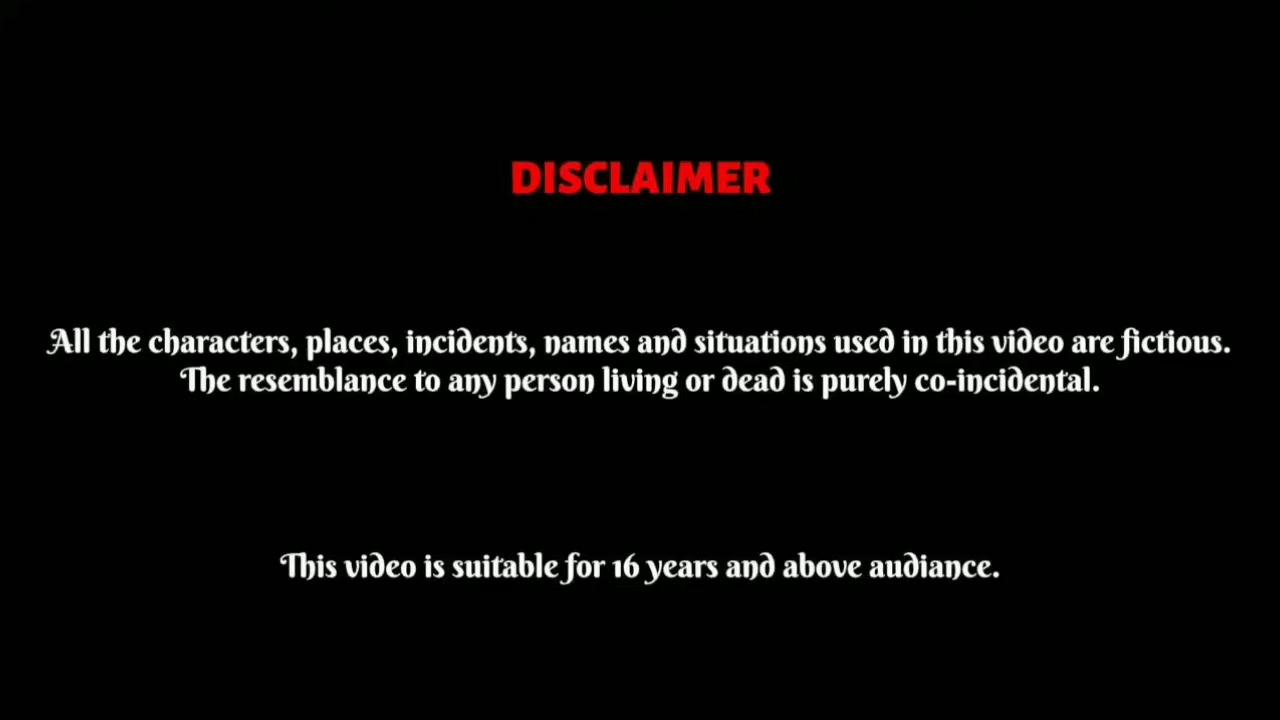 DISCLAIMER
All the characters, places, incidents, names and situations used in this video are fictious.
The resemblance to any person living or dead is purely co-incidental.
This video is suitable for 16 years and above audiance.